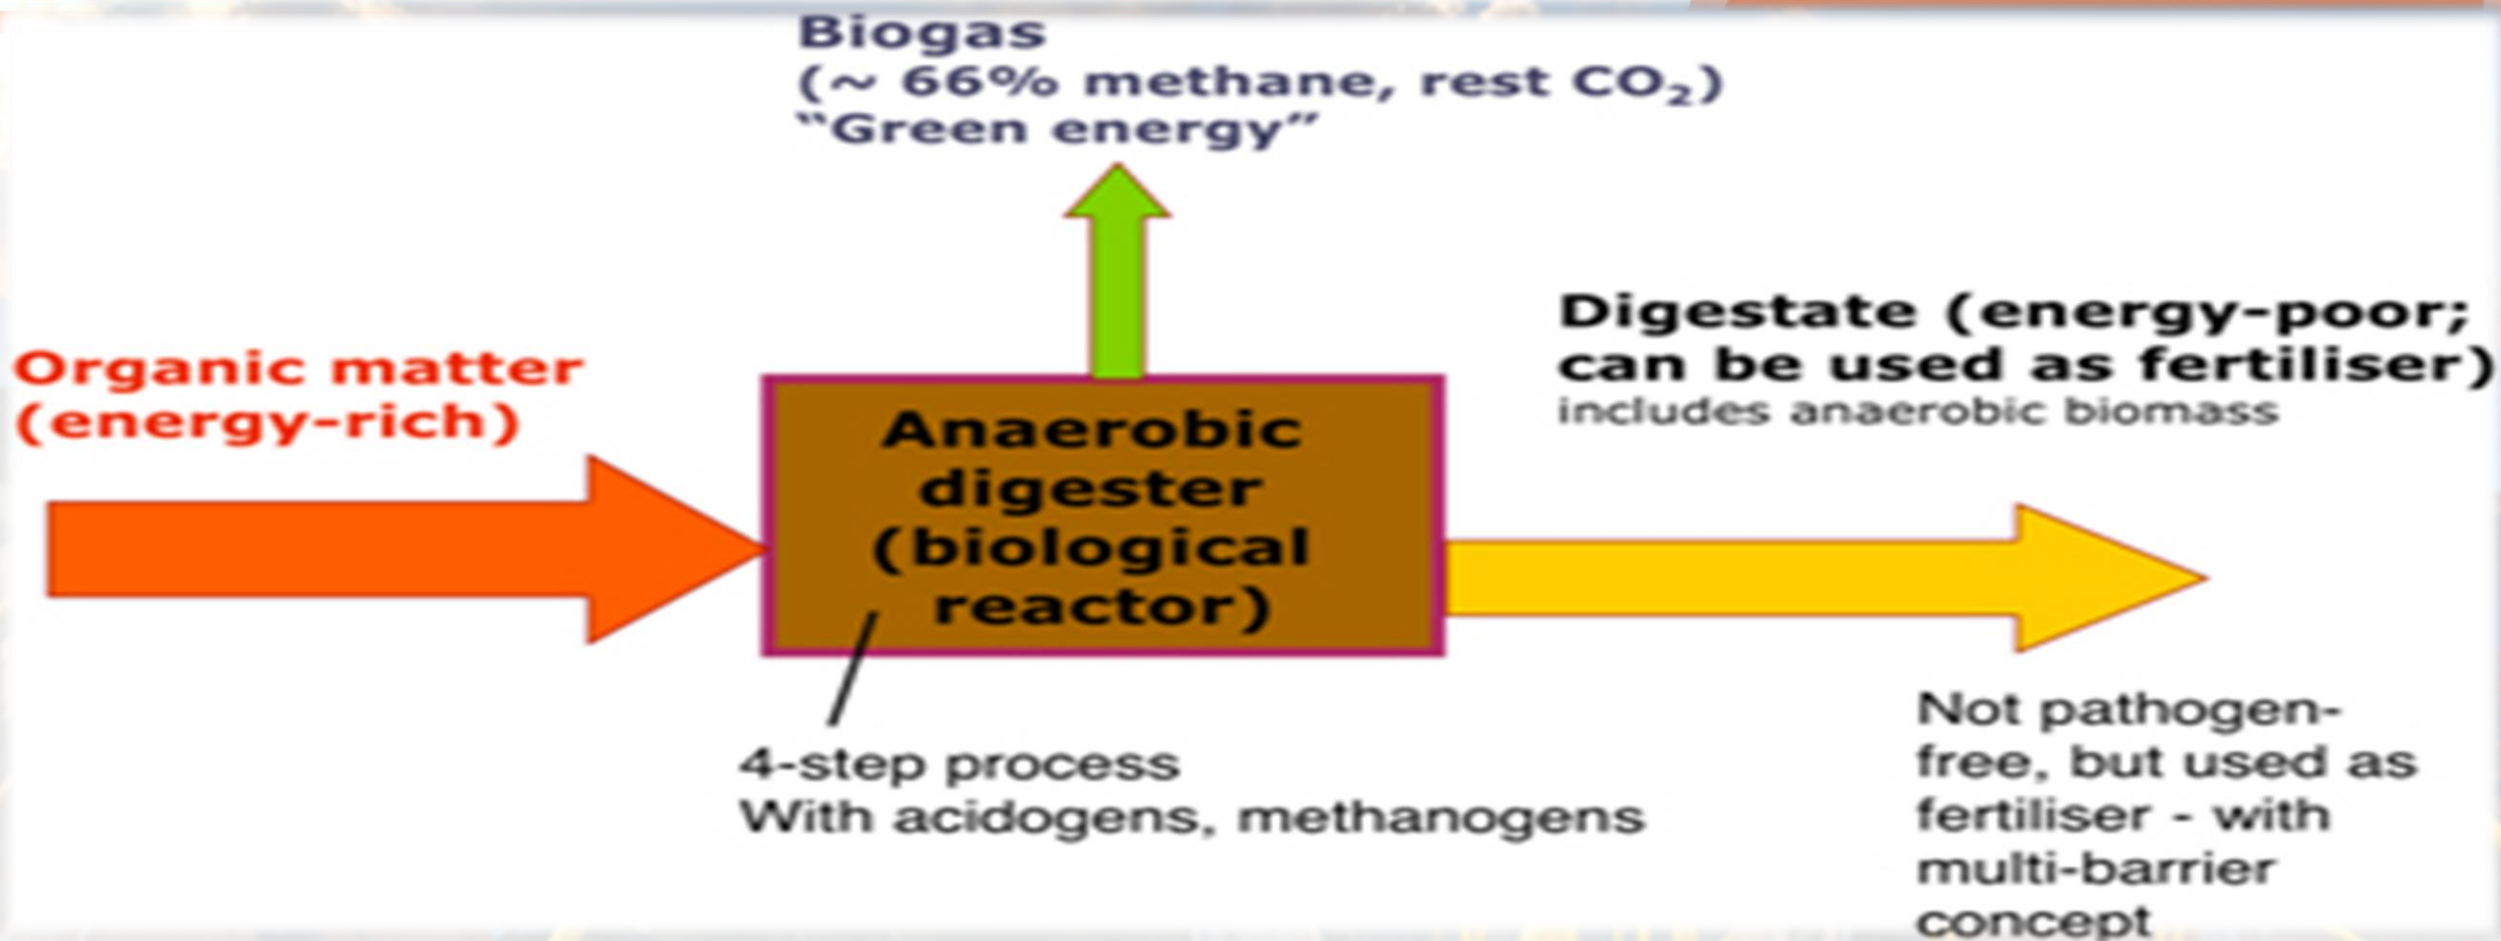 Biogas
(~ 66% methane, rest CO₂)
“Green energy”
Organic matter
(energy-rich)
Anaerobic
digester
(biological
reactor)
Digestate (energy-poor;
can be used as fertiliser)
includes anaerobic biomass
4-step process
With acidogens, methanogens
Not pathogen-
free, but used as
fertiliser - with
multi-barrier
concept